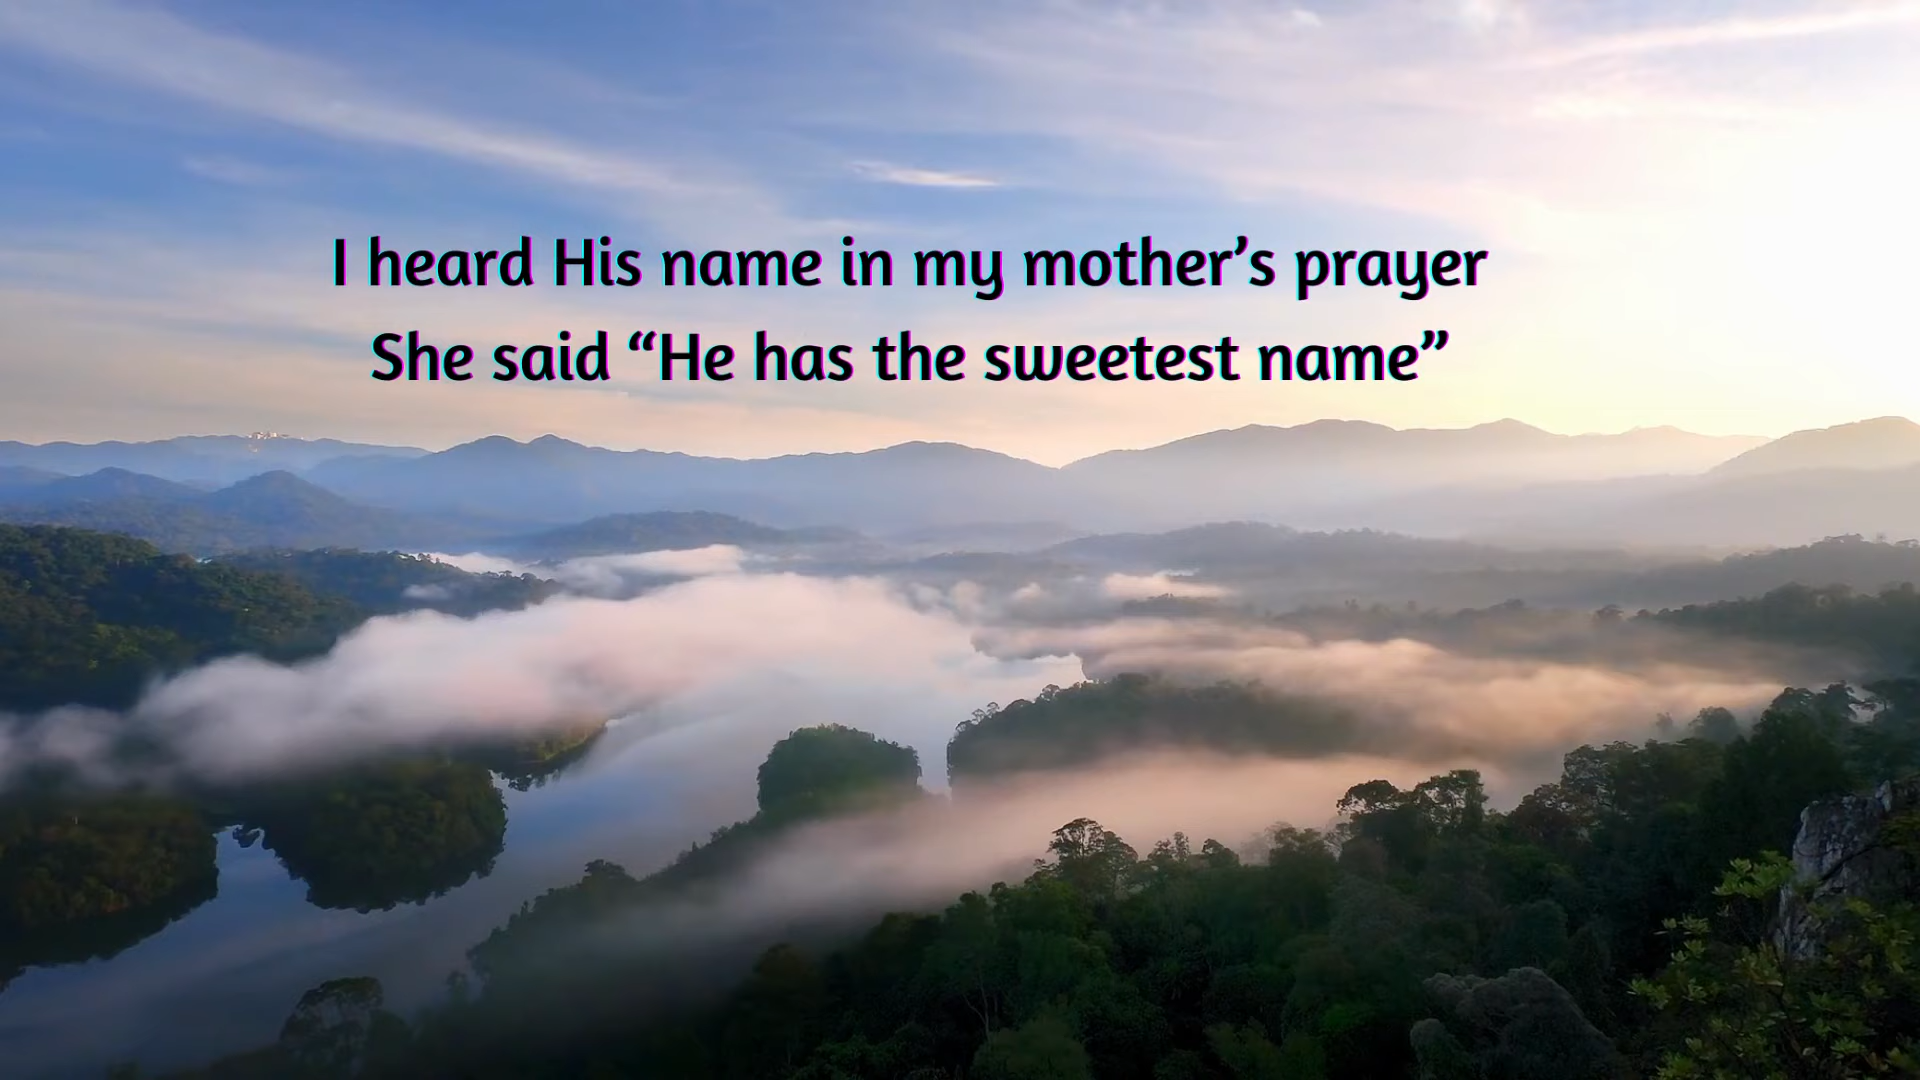 I heard His name in my mother’s prayer
She said “He has the sweetest name”